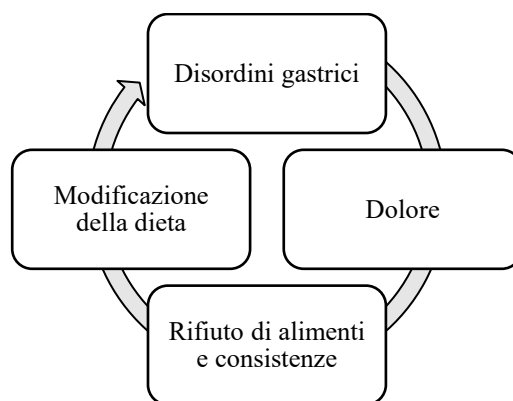 Disordini gastrici
Dolore
Rifiuto di alimenti
e consistenze
Modificazione
della dieta